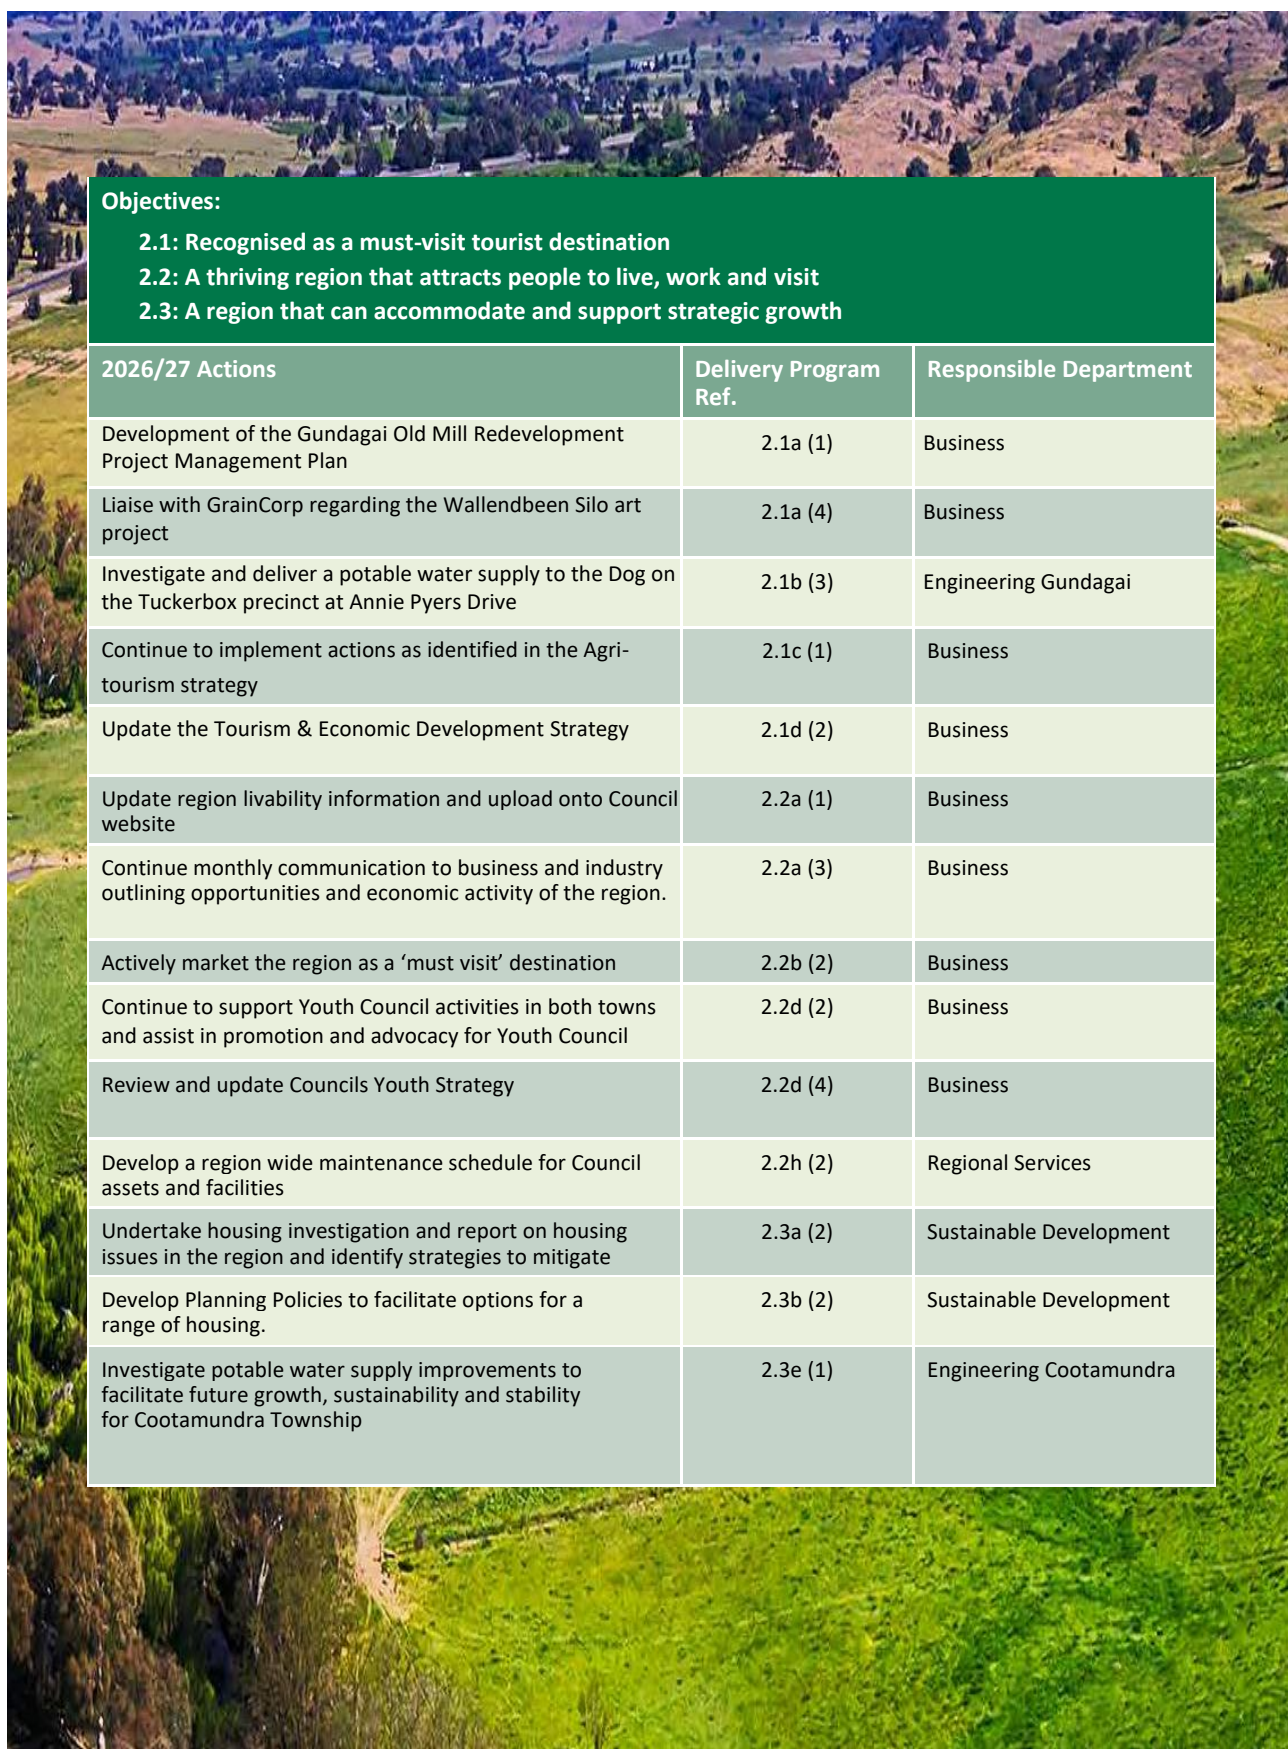 Objectives:
2.1: Recognised as a must-visit tourist destination
2.2: A thriving region that attracts people to live, work and visit
2.3: A region that can accommodate and support strategic growth
2026/27 Actions
Delivery Program
Ref.
Responsible Department
Development of the Gundagai Old Mill Redevelopment
Project Management Plan
2.1a (1)
Business
Liaise with GrainCorp regarding the Wallendbeen Silo art
project
2.1a (4)
Business
Investigate and deliver a potable water supply to the Dog on
the Tuckerbox precinct at Annie Pyers Drive
2.1b (3)
Engineering Gundagai
Continue to implement actions as identified in the Agri-
tourism strategy
2.1c (1)
Business
Update the Tourism & Economic Development Strategy
2.1d (2)
Business
Update region livability information and upload onto Council
website
2.2a (1)
Business
Continue monthly communication to business and industry
outlining opportunities and economic activity of the region.
2.2a (3)
Business
Actively market the region as a ‘must visit’ destination
2.2b (2)
Business
Continue to support Youth Council activities in both towns
and assist in promotion and advocacy for Youth Council
2.2d (2)
Business
Review and update Councils Youth Strategy
2.2d (4)
Business
Develop a region wide maintenance schedule for Council
assets and facilities
2.2h (2)
Regional Services
Undertake housing investigation and report on housing
issues in the region and identify strategies to mitigate
2.3a (2)
Sustainable Development
Develop Planning Policies to facilitate options for a
range of housing.
2.3b (2)
Sustainable Development
Investigate potable water supply improvements to
facilitate future growth, sustainability and stability
for Cootamundra Township
2.3e (1)
Engineering Cootamundra